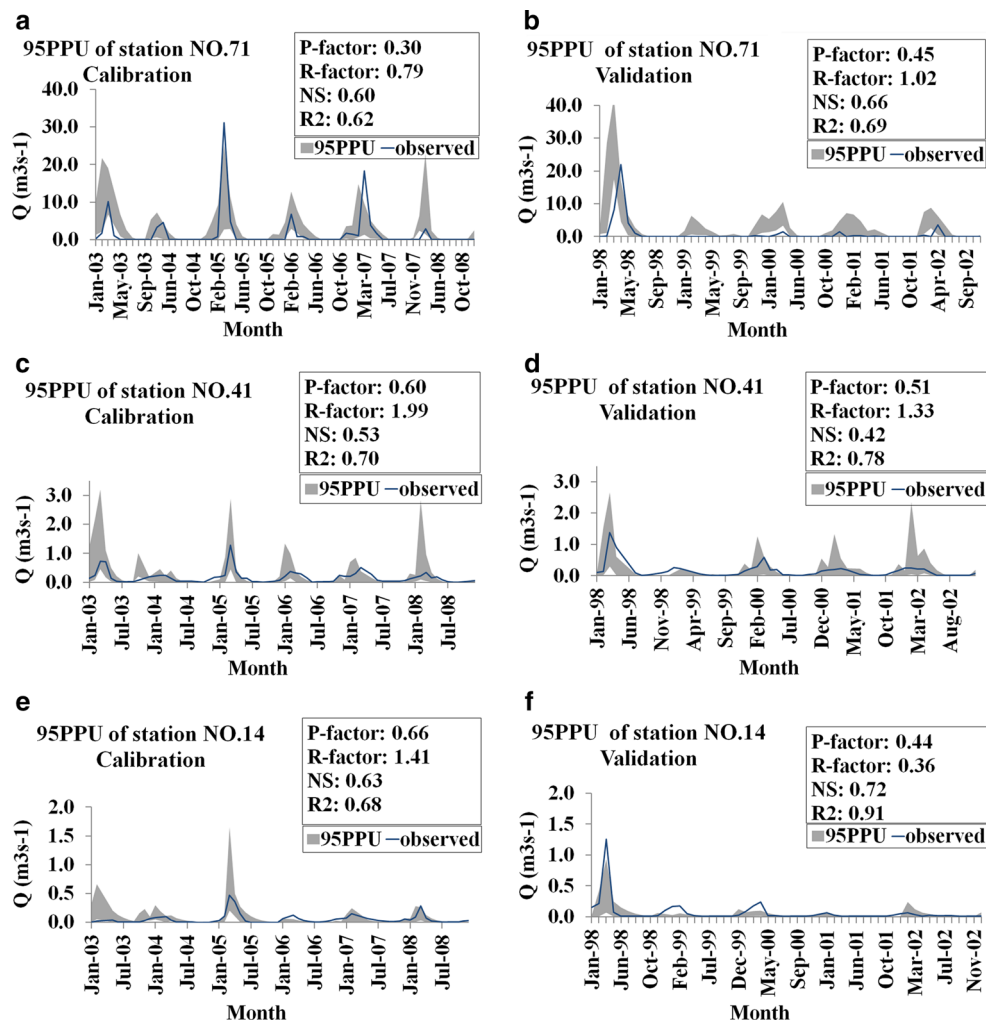 a
95PPU of station NO.71
Calibration
P-factor: 0.30
R-factor: 0.79
NS: 0.60
R2: 0.62
95PPU observed
Q (m3s-1)
40.0
30.0
20.0
10.0
0.0
Jan-03
May-03
Sep-03
Jun-04
Oct-04
Feb-05
Jun-05
Oct-05
Feb-06
Jun-06
Oct-06
Mar-07
Jun-07
Oct-07
Jun-08
Oct-08
Month
b
95PPU of station NO.71
Validation
P-factor: 0.45
R-factor: 1.02
NS: 0.66
R2: 0.69
95PPU observed
Q (m3s-1)
40.0
30.0
20.0
10.0
0.0
Jan-98
May-98
Sep-98
Jan-99
May-99
Sep-99
Jan-00
Jun-00
Oct-00
Feb-01
Jun-01
Oct-01
Apr-02
Sep-02
Month
c
95PPU of station NO.41
Calibration
P-factor: 0.60
R-factor: 1.99
NS: 0.53
R2: 0.70
95PPU observed
Q (m3s-1)
3.0
2.0
1.0
0.0
Jan-03
Jul-03
Jan-04
Jul-04
Jan-05
Jul-05
Jan-06
Jul-06
Jan-07
Jul-07
Jan-08
Jul-08
Month
d
95PPU of station NO.41
Validation
P-factor: 0.51
R-factor: 1.33
NS: 0.42
R2: 0.78
95PPU observed
Q (m3s-1)
3.0
2.0
1.0
0.0
Jan-98
Jun-98
Nov-98
Apr-99
Sep-99
Feb-00
Jul-00
Dec-00
May-01
Oct-01
Mar-02
Aug-02
Month
e
95PPU of station NO.14
Calibration
P-factor: 0.66
R-factor: 1.41
NS: 0.63
R2: 0.68
95PPU observed
Q (m3s-1)
2.0
1.5
1.0
0.5
0.0
Jan-03
Jul-03
Jan-04
Jul-04
Jan-05
Jul-05
Jan-06
Jul-06
Jan-07
Jul-07
Jan-08
Jul-08
Month
f
95PPU of station NO.14
Validation
P-factor: 0.44
R-factor: 0.36
NS: 0.72
R2: 0.91
95PPU observed
Q (m3s-1)
2.0
1.5
1.0
0.5
0.0
Jan-98
Jun-98
Oct-98
Feb-99
Jul-99
Dec-99
May-00
Oct-00
Jan-01
Jun-01
Nov-01
Mar-02
Jul-02
Nov-02
Month